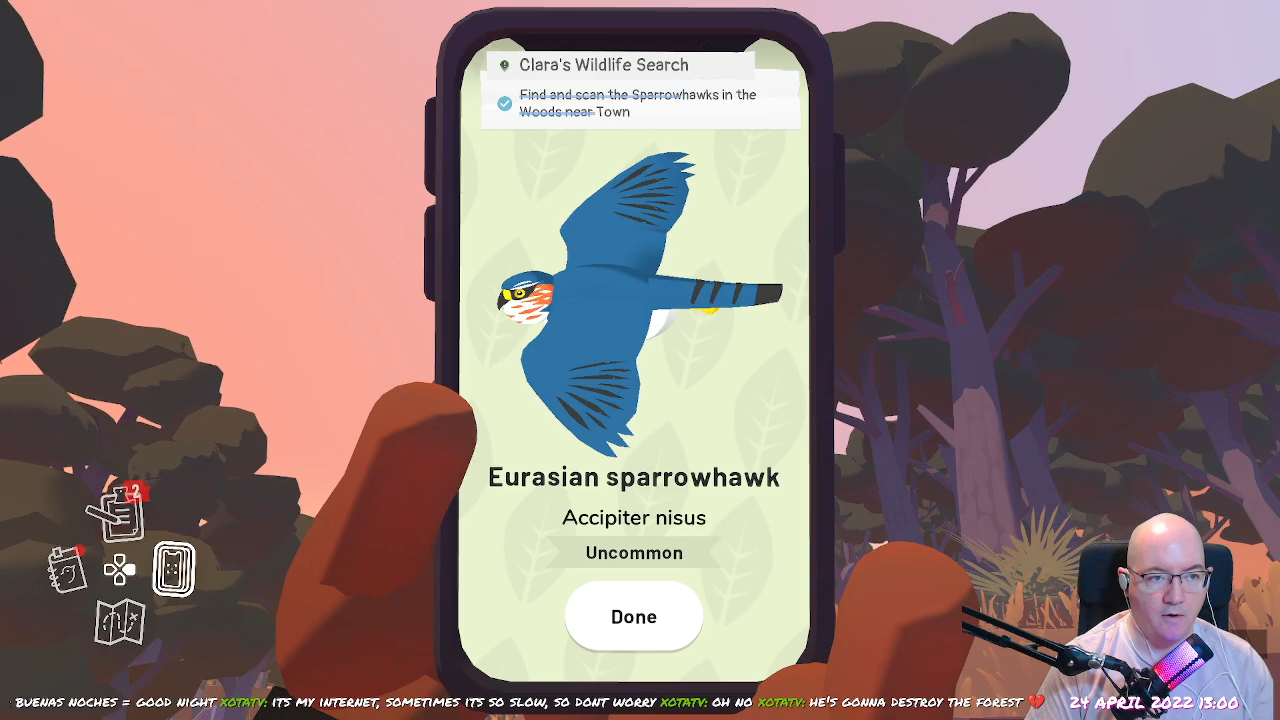 Clara's Wildlife Search
Find and scan the Sparrowhawks in the
Woods near Town
Eurasian sparrowhawk
Accipiter nisus
Uncommon
Done
2
BUENA NOCHES = GOOD NIGHT XOTATV: ITS MY INTERNET, SOMETIMES ITS SO SLOW, SO DONT WORRY XOTATV: OH NO XOTATV: HE'S GONNA DESTROY THE FOREST ❤️ 24 APRIL 2022 13:00